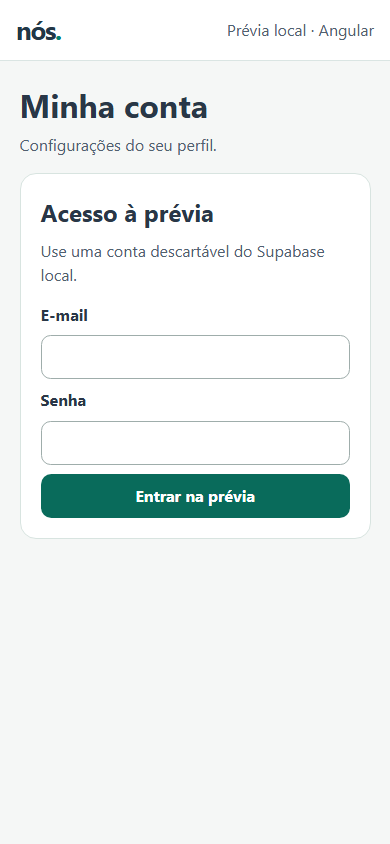 nós.
Prévia local · Angular
Minha conta
Configurações do seu perfil.
Acesso à prévia
Use uma conta descartável do Supabase
local.
E-mail
Senha
Entrar na prévia